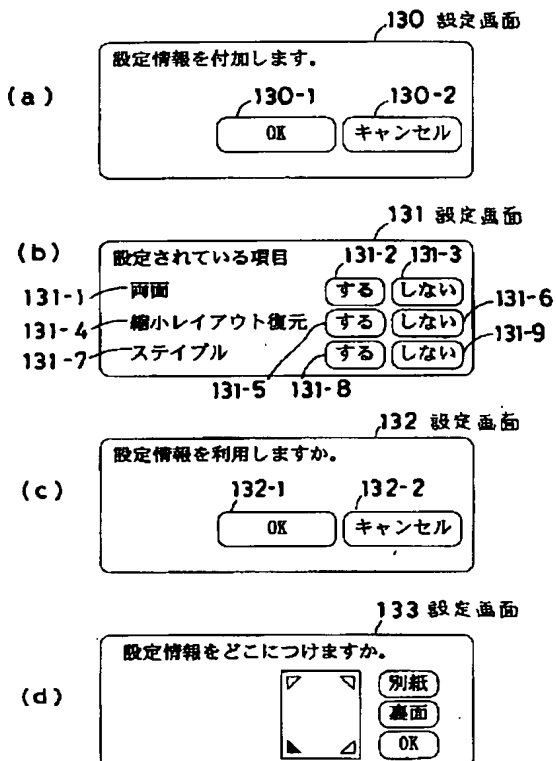 130 設定画面
(a)
設定情報を付加します。
130-1 130-2
OK キャンセル
131 設定画面
(b)
設定されている項目 131-2 131-3
131-1 両面 する しない 131-6
131-4 縮小レイアウト復元 する しない 131-9
131-7 ステイプル する しない
131-5 131-8
132 設定画面
設定情報を利用しますか。
(c)
132-1 132-2
OK キャンセル
133 設定画面
設定情報をどこにつけますか。
(d)
別紙
裏面
OK